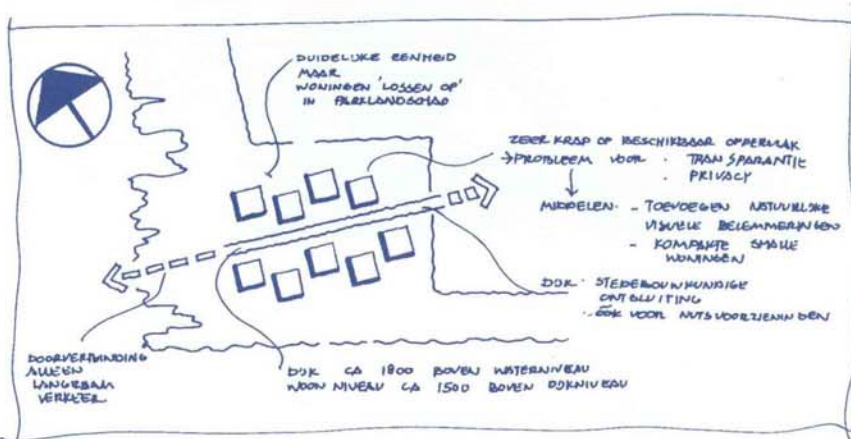 DUIDELIJKE EENHEID
MAAR
WONINGEN 'LOSSEN OP'
IN PARKLANDSCHAP
ZEER KRAP OP BESCHIKBAAR OPPERVLAK
→ PROBLEEM VOOR · TRANSPARANTIE
· PRIVACY
MIDDELEN - TOEVOEGEN NATUURLIJKE
VISUELE BELEMMERINGEN
- KOMPAKTE SMALLE
WONINGEN
DIJK · STEDEBOUWKUNDIGE
ONTSLUITING
· ÓÓK VOOR NUTSVOORZIENINGEN
DOORVERBINDING
ALLEEN
LANGZAAM
VERKEER
DIJK CA 1800 BOVEN WATERNIVEAU
WOONNIVEAU CA 1500 BOVEN DIJKNIVEAU